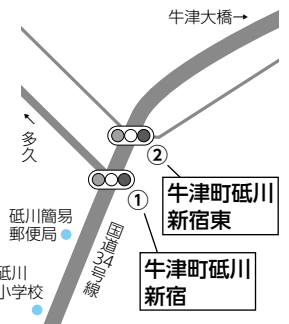 牛津大橋→
↑
多久
②
牛津町砥川
新宿東
①
砥川簡易
郵便局
国道34号線
牛津町砥川
新宿
砥川
小学校